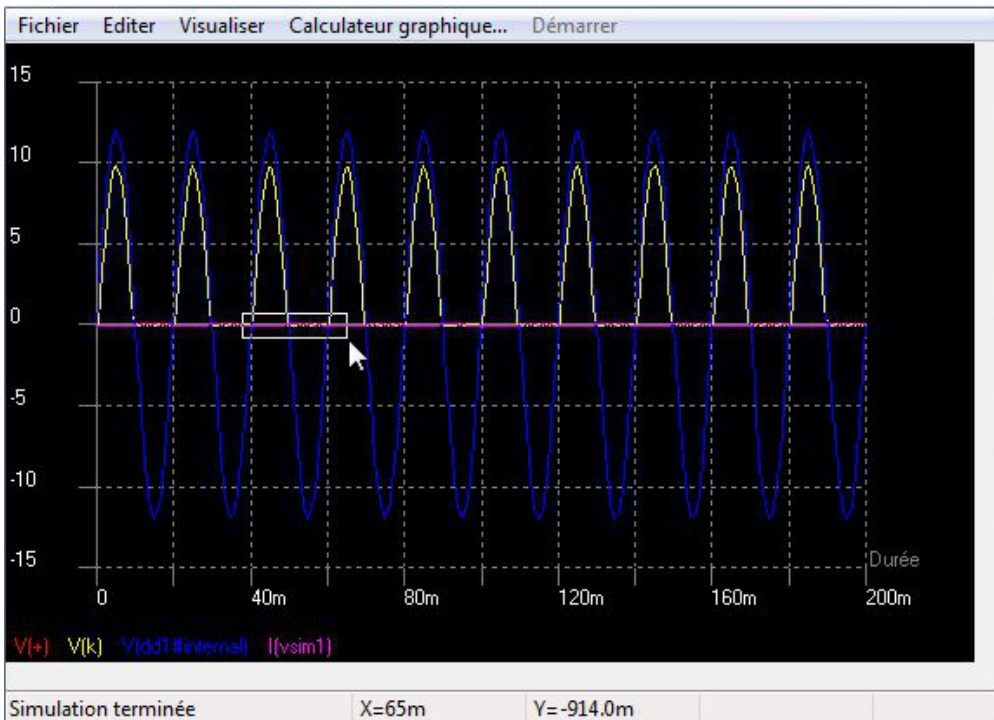 Fichier Editer Visualiser Calculateur graphique... Démarrer
15
10
5
0
-5
-10
-15
Durée
0 40m 80m 120m 160m 200m
V(+) V(k) V(dd1#internal) I(vsim1)
Simulation terminée X=65m Y=-914.0m